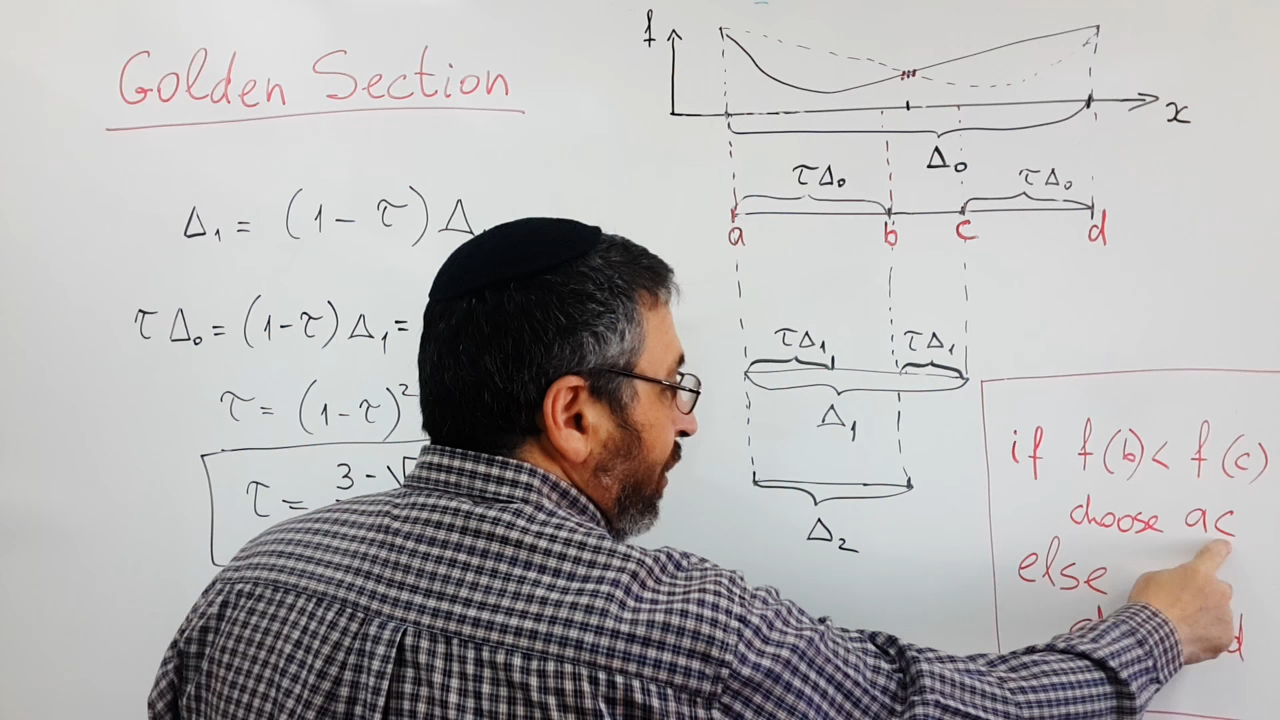 Golden Section
Δ₁ = (1 - τ) Δ
τ Δ₀ = (1-τ) Δ₁ =
τ = (1 - τ)²
τ = 3 - √
f
x
Δ₀
τΔ₀ τΔ₀
a b c d
τΔ₁ τΔ₁
Δ₁
Δ₂
if f(b) < f(c)
choose ac
else
d